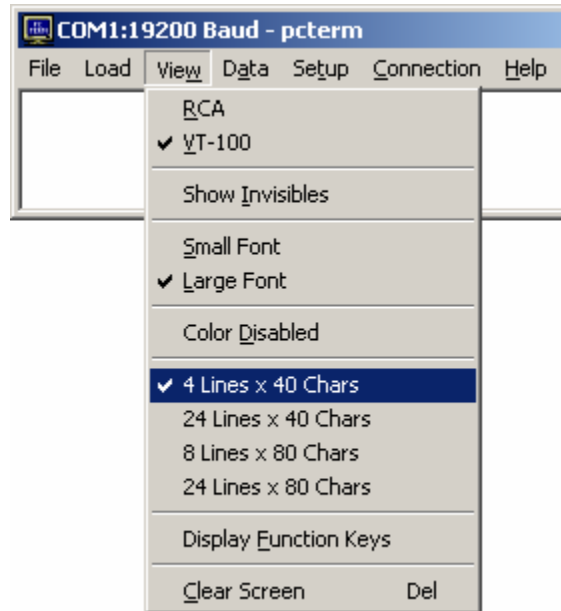 COM1:19200 Baud - pcterm
File Load View Data Setup Connection Help
RCA
✔ VT-100
Show Invisibles
Small Font
✔ Large Font
Color Disabled
✔ 4 Lines x 40 Chars
24 Lines x 40 Chars
8 Lines x 80 Chars
24 Lines x 80 Chars
Display Function Keys
Clear Screen Del